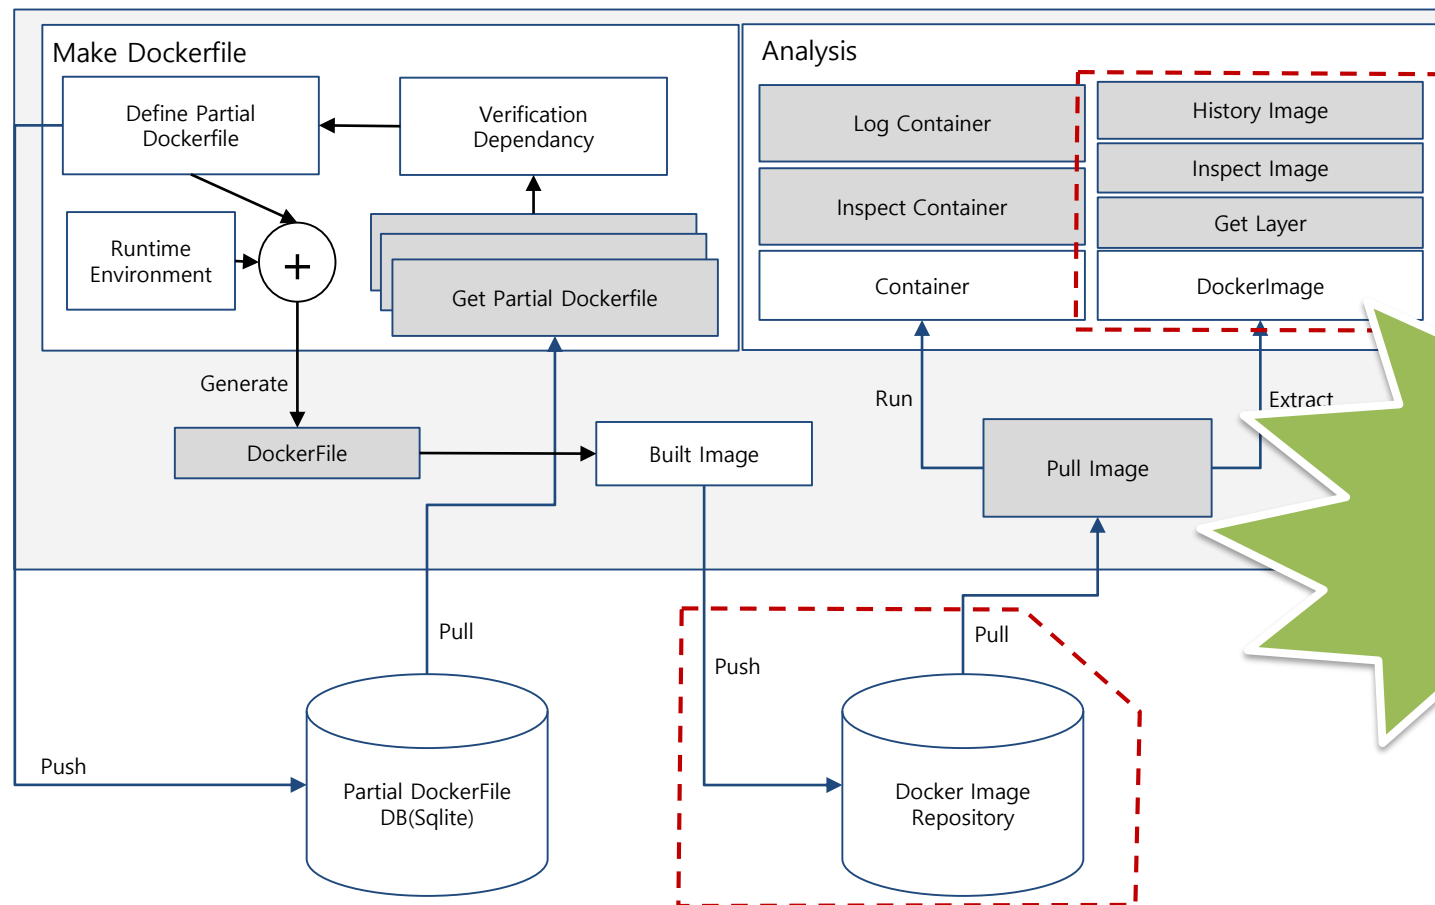 Make Dockerfile
Define Partial
Dockerfile
Verification
Dependancy
Runtime
Environment
+
Get Partial Dockerfile
Analysis
Log Container
Inspect Container
Container
History Image
Inspect Image
Get Layer
DockerImage
Generate
Run
Extract
DockerFile
Built Image
Pull Image
Pull
Push
Pull
Push
Partial DockerFile
DB(Sqlite)
Docker Image
Repository